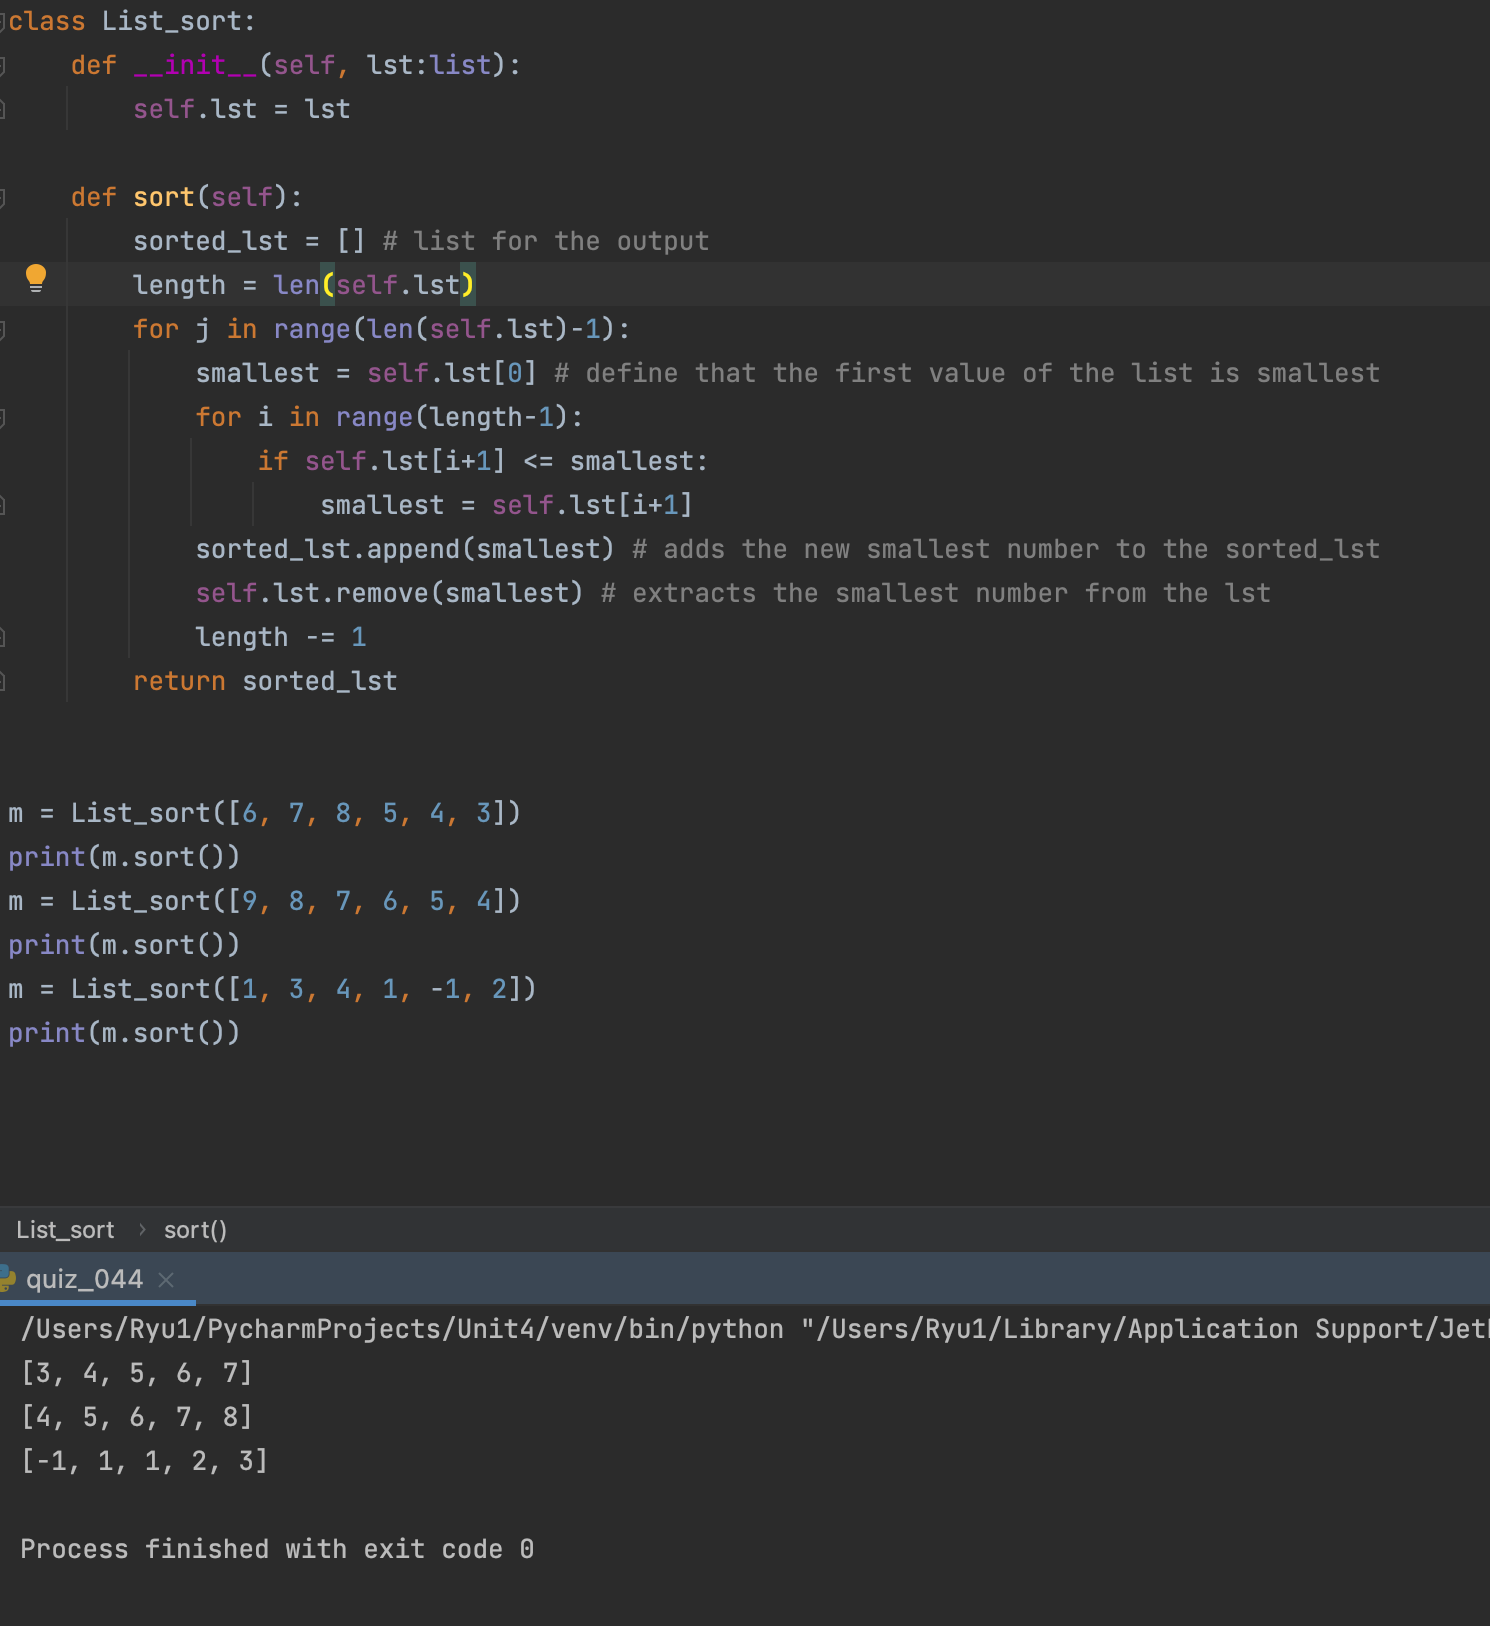 class List_sort:
    def __init__(self, lst:list):
        self.lst = lst

    def sort(self):
        sorted_lst = [] # list for the output
        length = len(self.lst)
        for j in range(len(self.lst)-1):
            smallest = self.lst[0] # define that the first value of the list is smallest
            for i in range(length-1):
                if self.lst[i+1] <= smallest:
                    smallest = self.lst[i+1]
            sorted_lst.append(smallest) # adds the new smallest number to the sorted_lst
            self.lst.remove(smallest) # extracts the smallest number from the lst
            length -= 1
        return sorted_lst

m = List_sort([6, 7, 8, 5, 4, 3])
print(m.sort())
m = List_sort([9, 8, 7, 6, 5, 4])
print(m.sort())
m = List_sort([1, 3, 4, 1, -1, 2])
print(m.sort())

List_sort › sort()
quiz_044 ×
/Users/Ryu1/PycharmProjects/Unit4/venv/bin/python "/Users/Ryu1/Library/Application Support/Jet
[3, 4, 5, 6, 7]
[4, 5, 6, 7, 8]
[-1, 1, 1, 2, 3]

Process finished with exit code 0